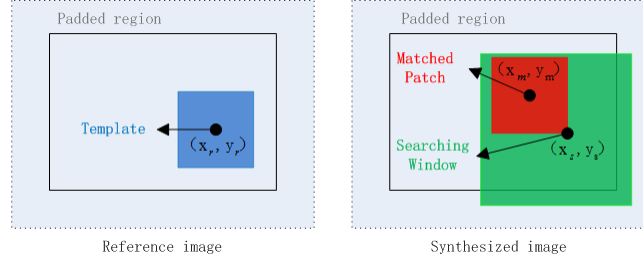 Padded region
Template
(x_r, y_r)
Reference image
Padded region
Matched
Patch
(x_m, y_m)
Searching
Window
(x_s, y_s)
Synthesized image